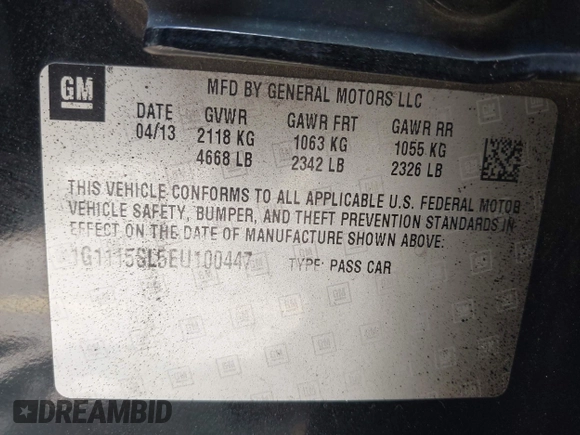 GM ®
MFD BY GENERAL MOTORS LLC
DATE GVWR GAWR FRT GAWR RR
04/13 2118 KG 1063 KG 1055 KG
4668 LB 2342 LB 2326 LB
THIS VEHICLE CONFORMS TO ALL APPLICABLE U.S. FEDERAL MOTOR
VEHICLE SAFETY, BUMPER, AND THEFT PREVENTION STANDARDS IN
EFFECT ON THE DATE OF MANUFACTURE SHOWN ABOVE:
1G1115SL5EU100447 TYPE: PASS CAR
DREAMBID